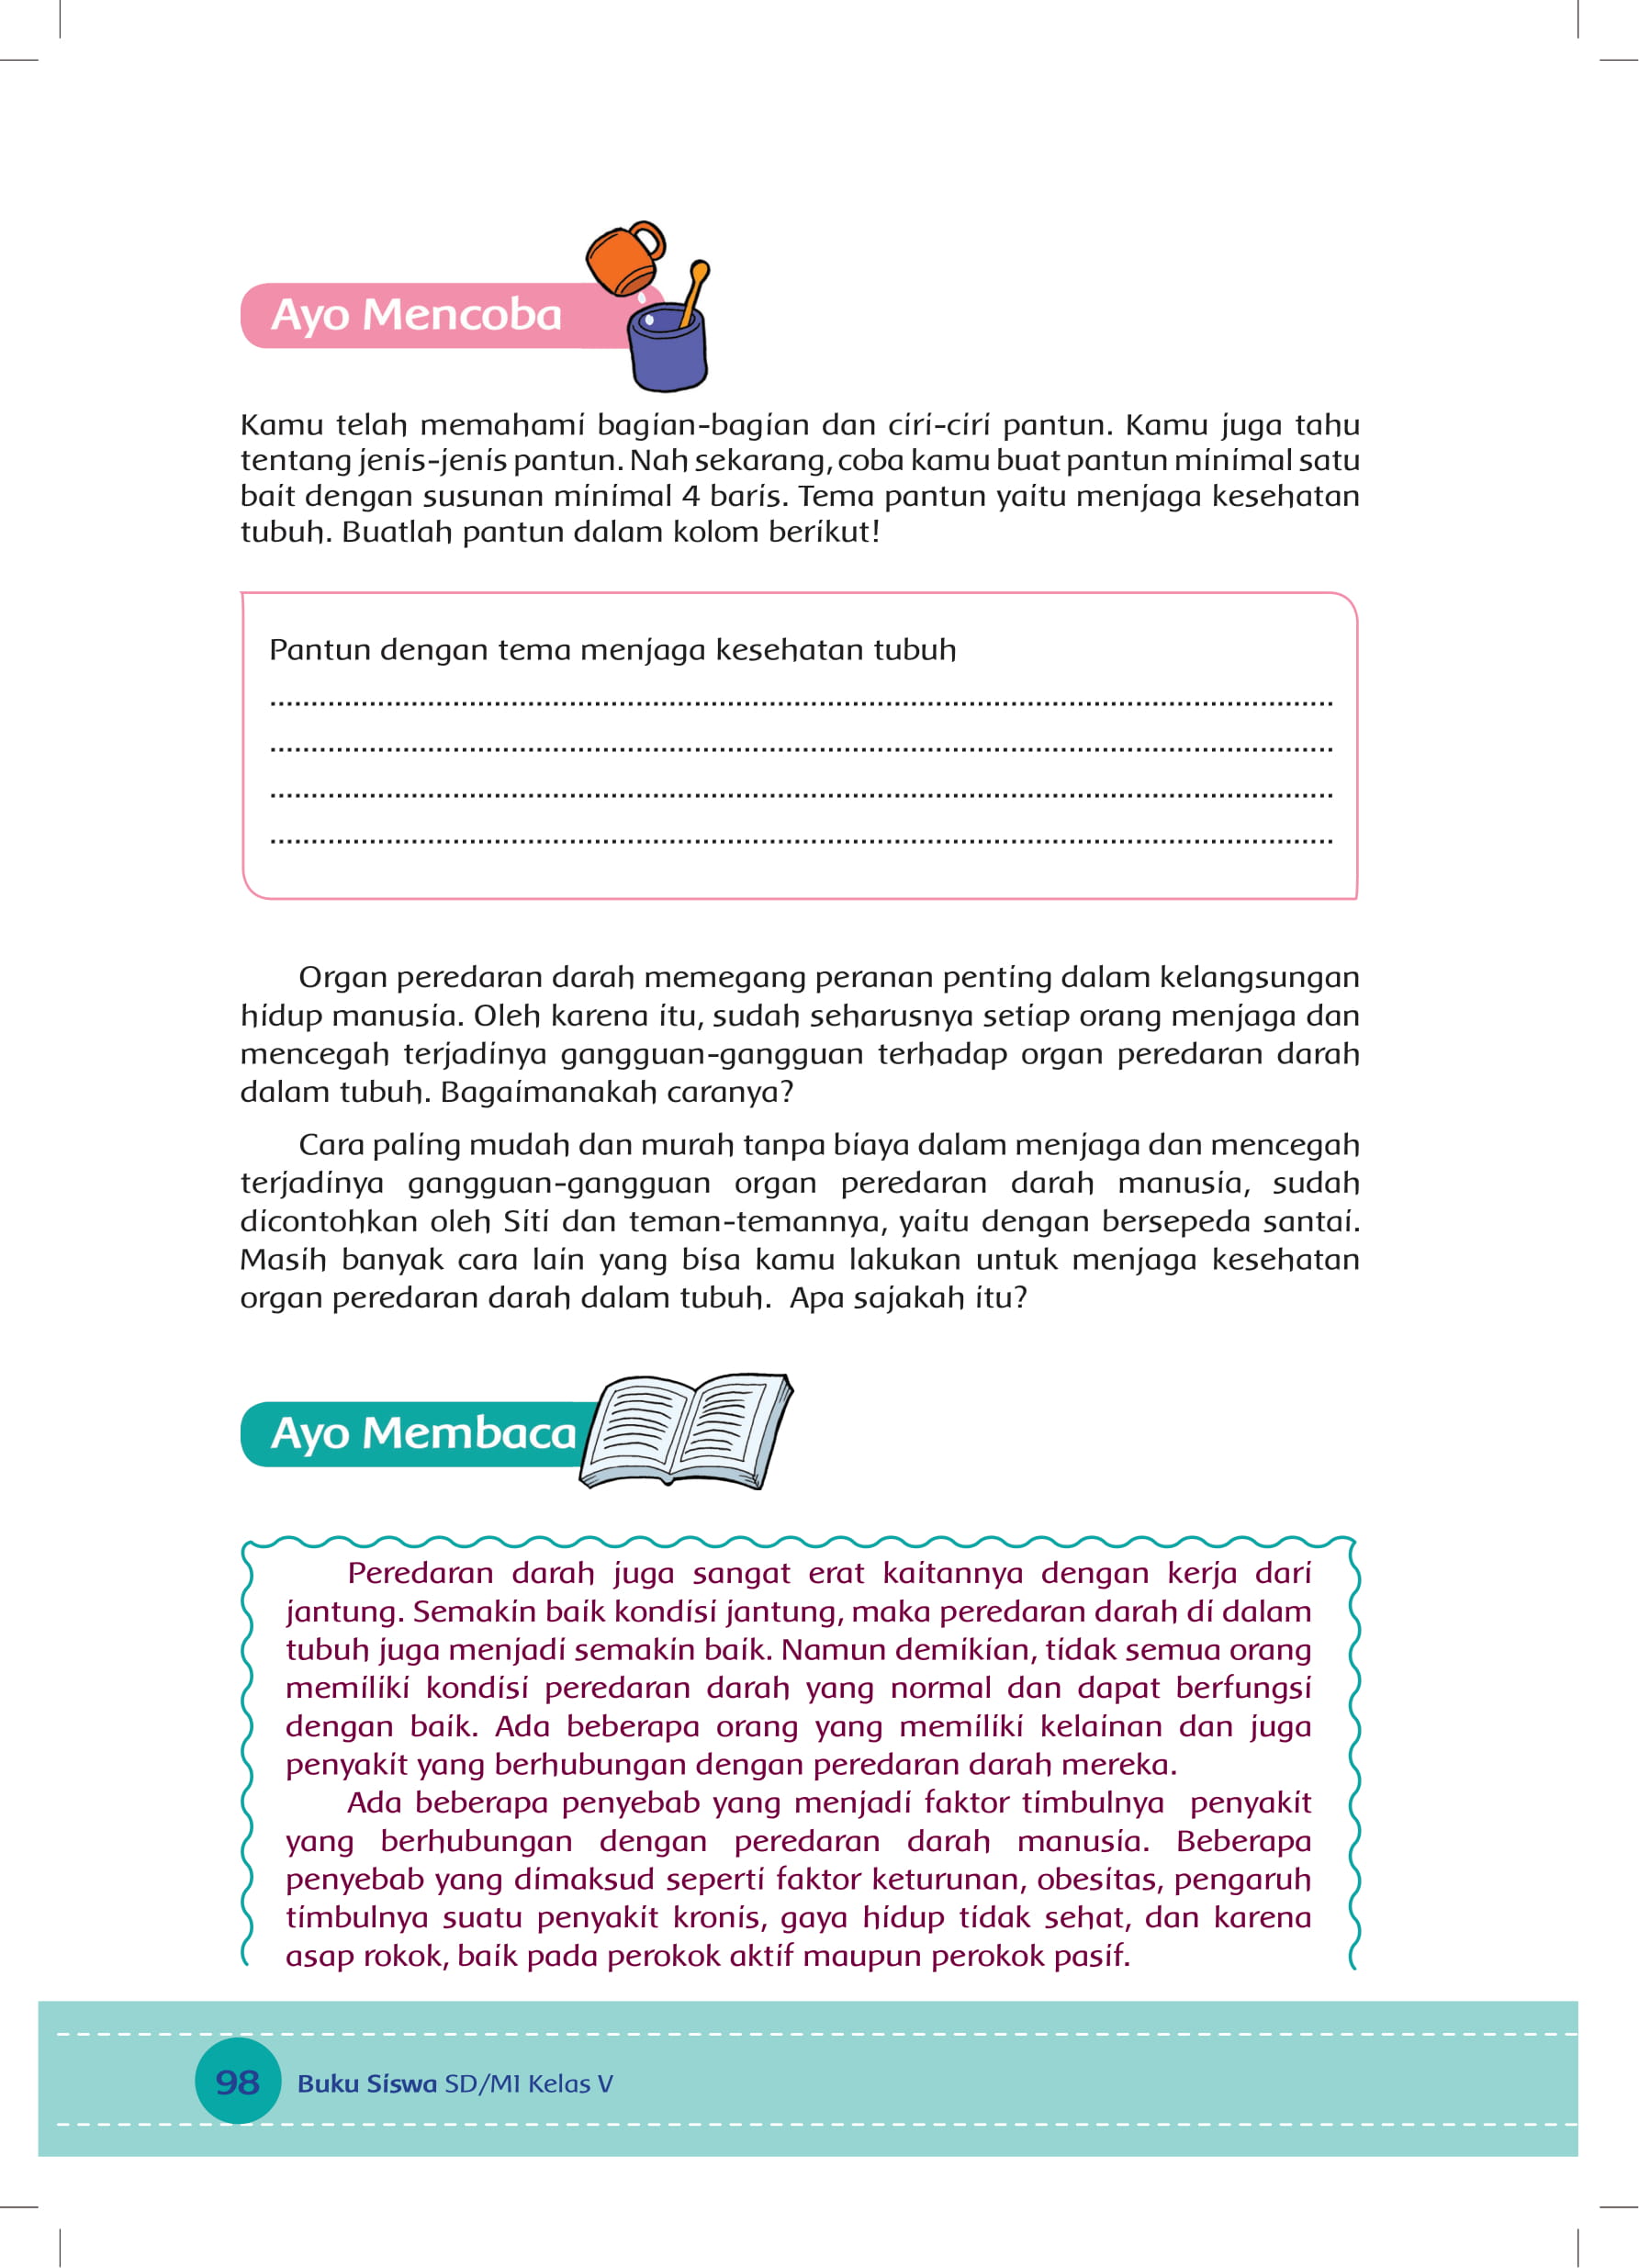 Ayo Mencoba
Kamu telah memahami bagian-bagian dan ciri-ciri pantun. Kamu juga tahu
tentang jenis-jenis pantun. Nah sekarang, coba kamu buat pantun minimal satu
bait dengan susunan minimal 4 baris. Tema pantun yaitu menjaga kesehatan
tubuh. Buatlah pantun dalam kolom berikut!
Pantun dengan tema menjaga kesehatan tubuh
Organ peredaran darah memegang peranan penting dalam kelangsungan
hidup manusia. Oleh karena itu, sudah seharusnya setiap orang menjaga dan
mencegah terjadinya gangguan-gangguan terhadap organ peredaran darah
dalam tubuh. Bagaimanakah caranya?
Cara paling mudah dan murah tanpa biaya dalam menjaga dan mencegah
terjadinya gangguan-gangguan organ peredaran darah manusia, sudah
dicontohkan oleh Siti dan teman-temannya, yaitu dengan bersepeda santai.
Masih banyak cara lain yang bisa kamu lakukan untuk menjaga kesehatan
organ peredaran darah dalam tubuh. Apa sajakah itu?
Ayo Membaca
Peredaran darah juga sangat erat kaitannya dengan kerja dari
jantung. Semakin baik kondisi jantung, maka peredaran darah di dalam
tubuh juga menjadi semakin baik. Namun demikian, tidak semua orang
memiliki kondisi peredaran darah yang normal dan dapat berfungsi
dengan baik. Ada beberapa orang yang memiliki kelainan dan juga
penyakit yang berhubungan dengan peredaran darah mereka.
Ada beberapa penyebab yang menjadi faktor timbulnya penyakit
yang berhubungan dengan peredaran darah manusia. Beberapa
penyebab yang dimaksud seperti faktor keturunan, obesitas, pengaruh
timbulnya suatu penyakit kronis, gaya hidup tidak sehat, dan karena
asap rokok, baik pada perokok aktif maupun perokok pasif.
98 Buku Siswa SD/MI Kelas V